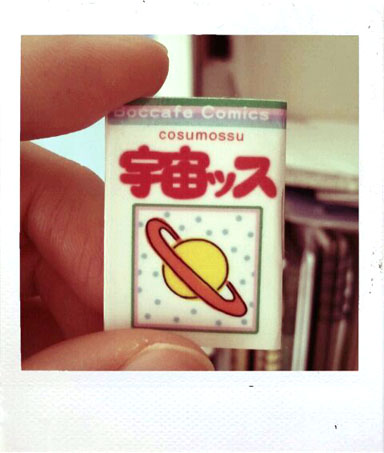 Boccafe Comics
cosumossu
宇宙ッス